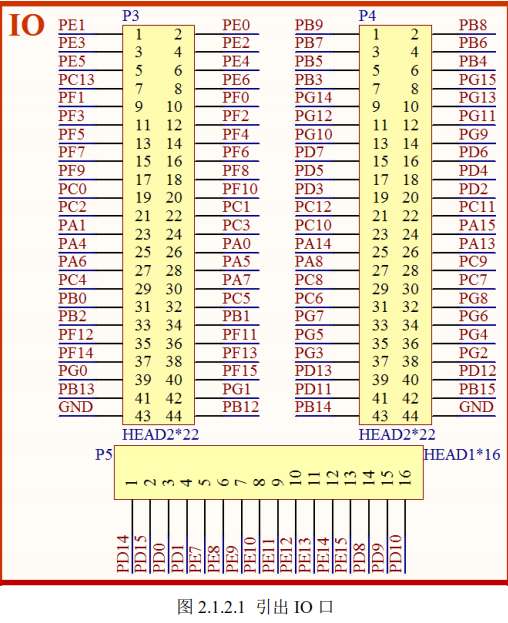 IO
P3
P4
PE1 1 2 PE0 PB9 1 2 PB8
PE3 3 4 PE2 PB7 3 4 PB6
PE5 5 6 PE4 PB5 5 6 PB4
PC13 7 8 PE6 PB3 7 8 PG15
PF1 9 10 PF0 PG14 9 10 PG13
PF3 11 12 PF2 PG12 11 12 PG11
PF5 13 14 PF4 PG10 13 14 PG9
PF7 15 16 PF6 PD7 15 16 PD6
PF9 17 18 PF8 PD5 17 18 PD4
PC0 19 20 PF10 PD3 19 20 PD2
PC2 21 22 PC1 PC12 21 22 PC11
PA1 23 24 PC3 PC10 23 24 PA15
PA4 25 26 PA0 PA14 25 26 PA13
PA6 27 28 PA5 PA8 27 28 PC9
PC4 29 30 PA7 PC8 29 30 PC7
PB0 31 32 PC5 PC6 31 32 PG8
PB2 33 34 PB1 PG7 33 34 PG6
PF12 35 36 PF11 PG5 35 36 PG4
PF14 37 38 PF13 PG3 37 38 PG2
PG0 39 40 PF15 PD13 39 40 PD12
PB13 41 42 PG1 PD11 41 42 PB15
GND 43 44 PB12 PB14 43 44 GND
HEAD2*22
HEAD2*22
P5
HEAD1*16
1 2 3 4 5 6 7 8 9 10 11 12 13 14 15 16
PD14 PD15 PD0 PD1 PE7 PE8 PE9 PE10 PE11 PE12 PE13 PE14 PE15 PD8 PD9 PD10
图 2.1.2.1 引出 IO 口